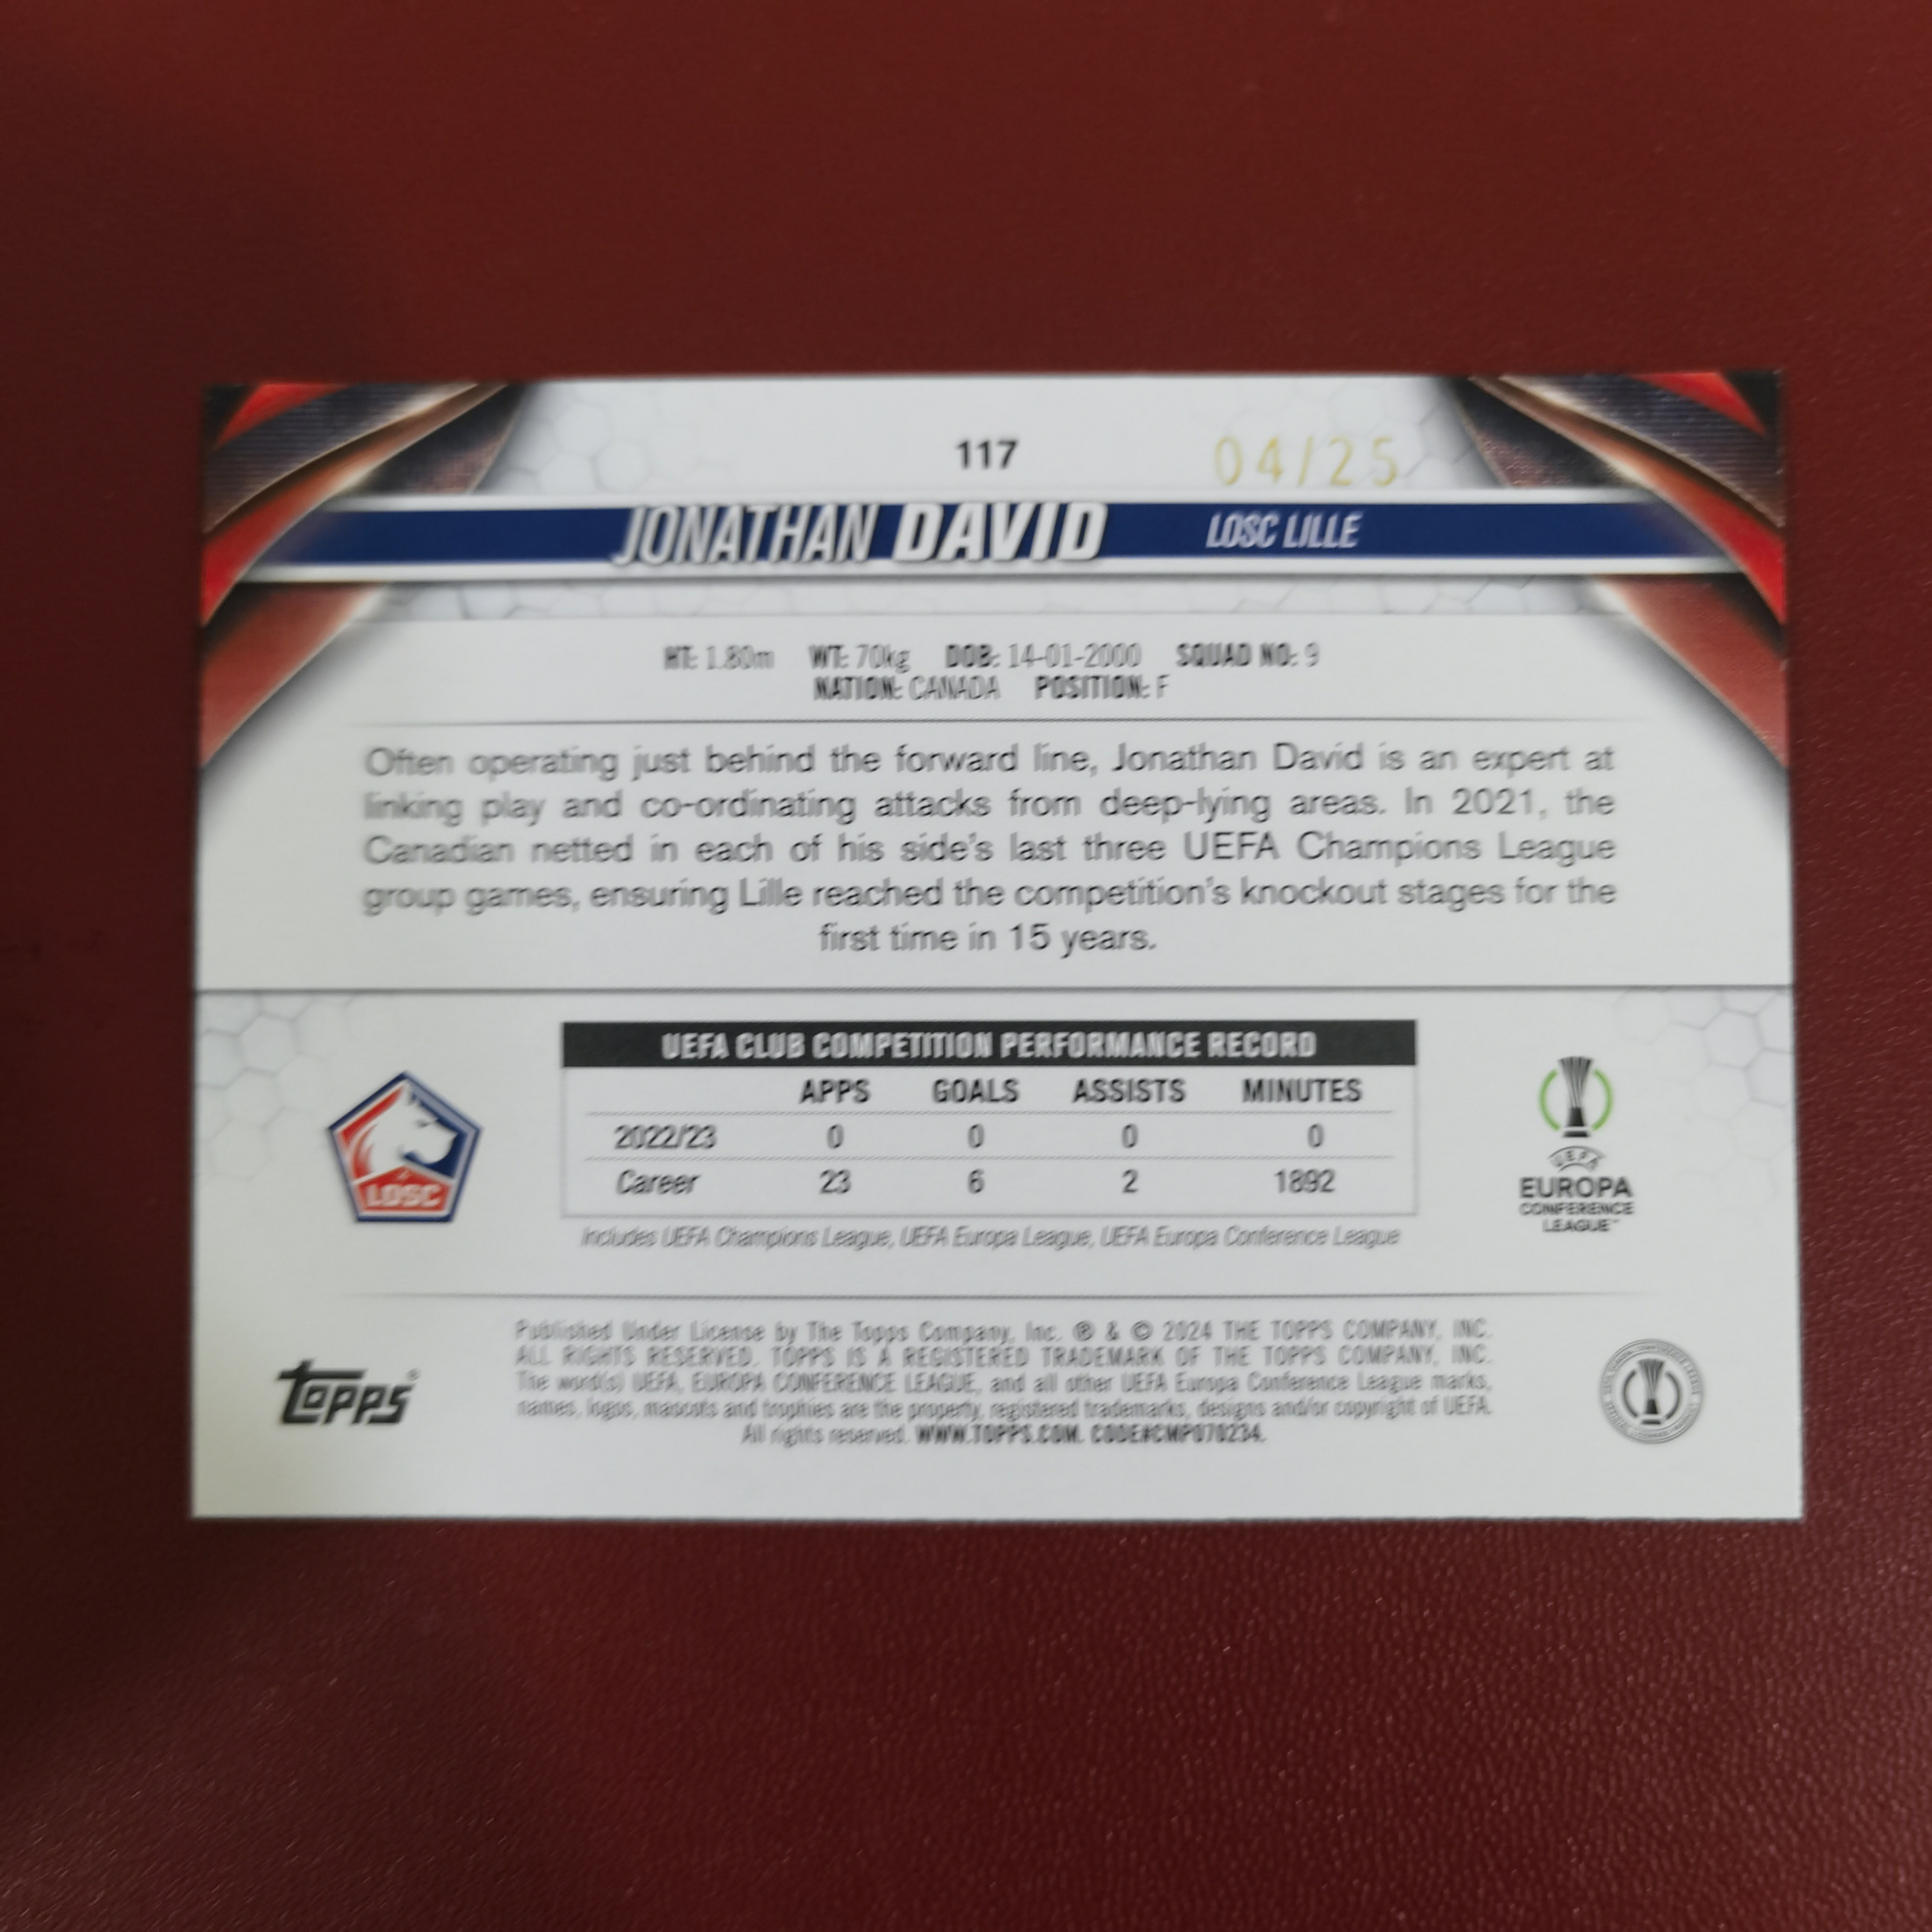 117 04/25
JONATHAN DAVID LOSC LILLE
HT: 1.80m WT: 70kg DOB: 14-01-2000 SQUAD NO: 9
NATION: CANADA POSITION: F
Often operating just behind the forward line, Jonathan David is an expert at
linking play and co-ordinating attacks from deep-lying areas. In 2021, the
Canadian netted in each of his side's last three UEFA Champions League
group games, ensuring Lille reached the competition's knockout stages for the
first time in 15 years.
UEFA CLUB COMPETITION PERFORMANCE RECORD
APPS GOALS ASSISTS MINUTES
2022/23 0 0 0 0
Career 23 6 2 1892
Includes UEFA Champions League, UEFA Europa League, UEFA Europa Conference League
LOSC
UEFA
EUROPA
CONFERENCE
LEAGUE™
Published Under License by The Topps Company, Inc. ® & © 2024 THE TOPPS COMPANY, INC.
ALL RIGHTS RESERVED. TOPPS IS A REGISTERED TRADEMARK OF THE TOPPS COMPANY, INC.
The word(s) UEFA, EUROPA CONFERENCE LEAGUE, and all other UEFA Europa Conference League marks,
names, logos, mascots and trophies are the property, registered trademarks, designs and/or copyright of UEFA.
All rights reserved. WWW.TOPPS.COM. CODE#CMP070234.
topps®